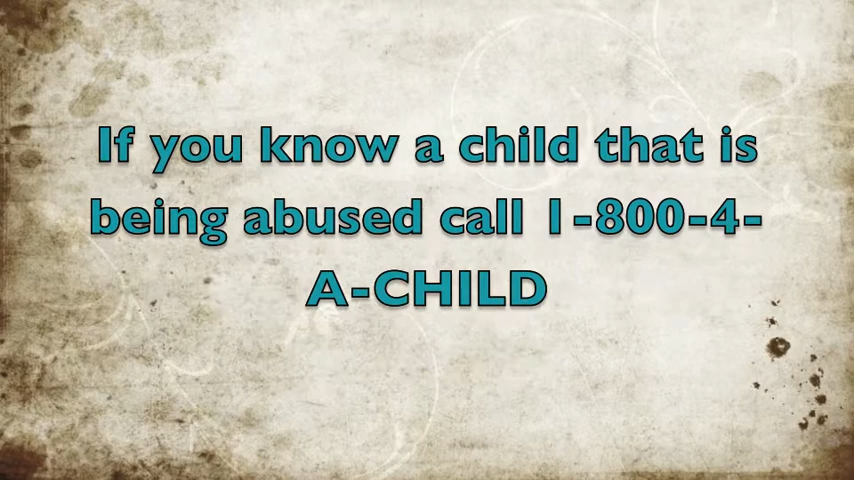 If you know a child that is
being abused call 1-800-4-
A-CHILD